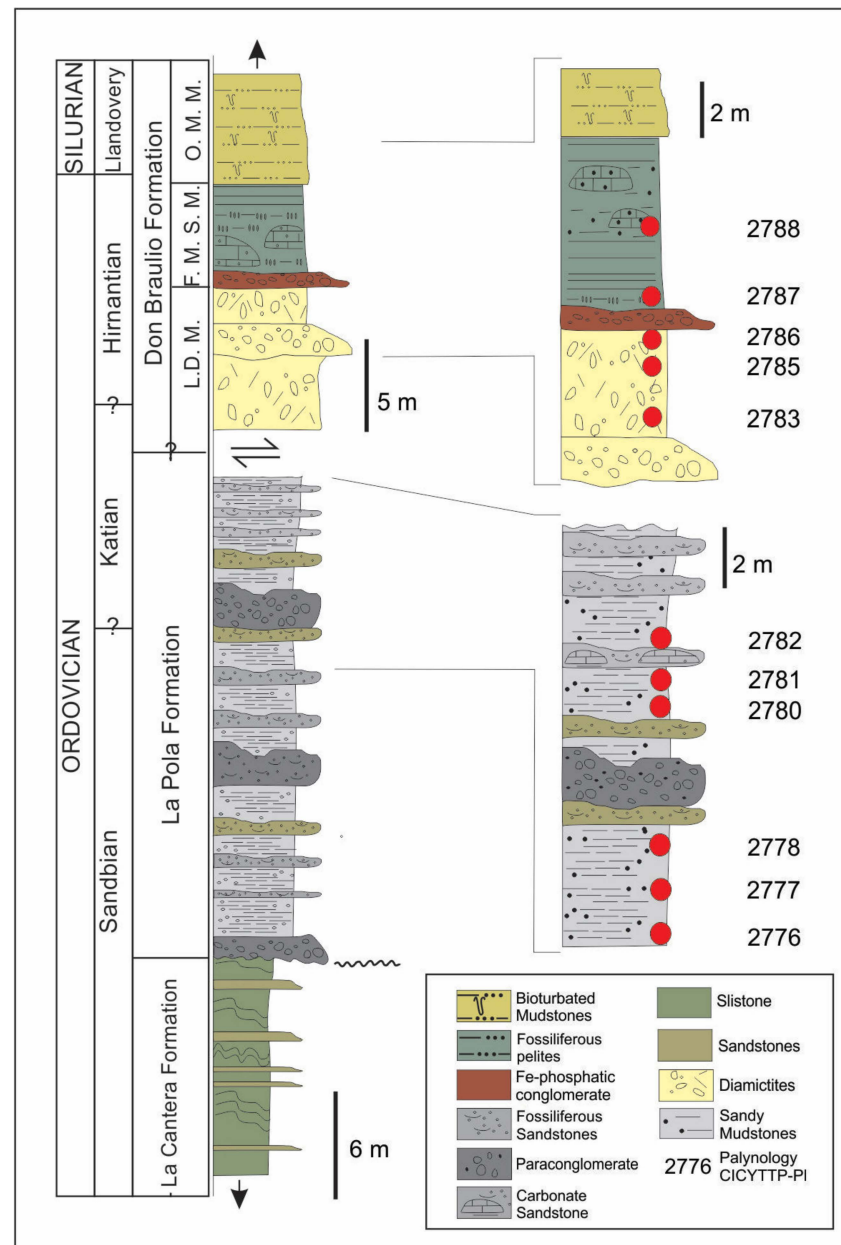 SILURIAN
Llandovery
O. M. M.
2 m
Don Braulio Formation
F. M. S. M.
2788
2787
Hirnantian
L.D. M.
2786
2785
5 m
2783
?
?
Katian
2 m
ORDOVICIAN
?
2782
La Pola Formation
2781
2780
Sandbian
2778
2777
2776
La Cantera Formation
6 m
Bioturbated
Mudstones
Slistone
Fossiliferous
pelites
Sandstones
Fe-phosphatic
conglomerate
Diamictites
Fossiliferous
Sandstones
Sandy
Mudstones
Paraconglomerate
2776 Palynology
CICYTTP-Pl
Carbonate
Sandstone